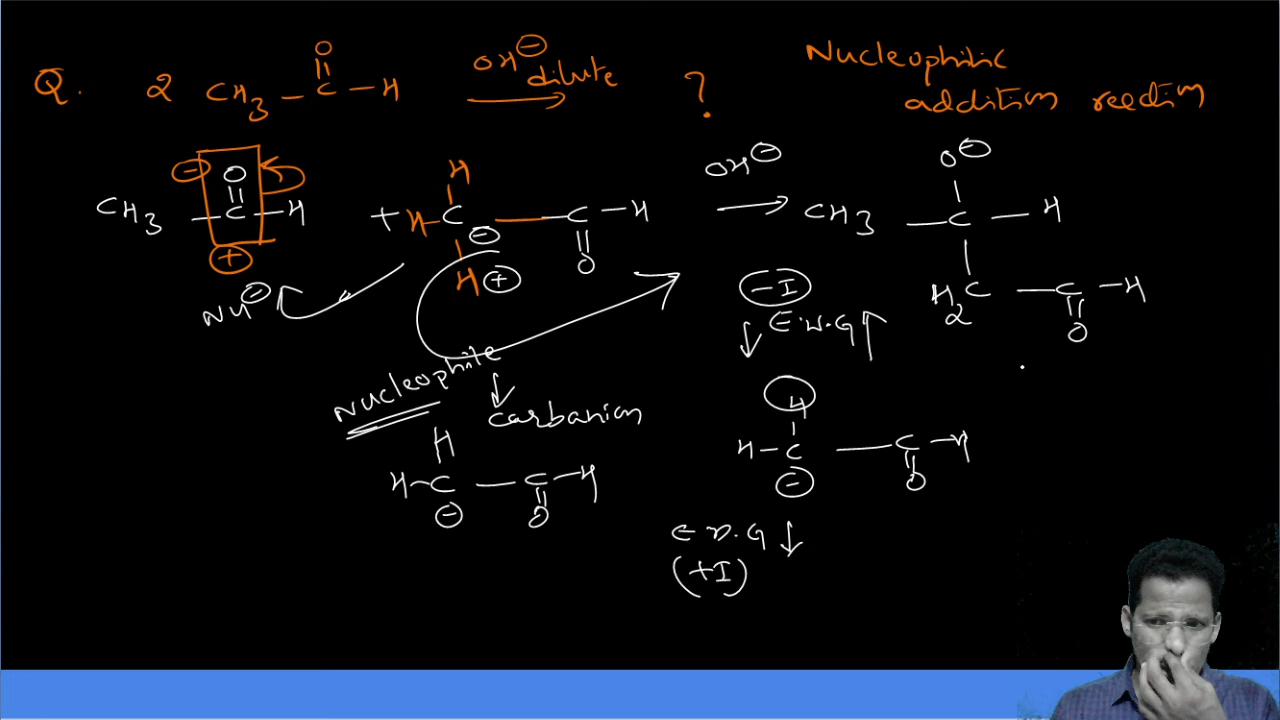 Q. 2 CH3 – C – H OH⊖ dilute ? Nucleophilic
O addition reaction
CH3 – C – H + H – C – C – H OH⊖ CH3 – C – H
O H H O O⊖
⊖ ⊕ ⊖ ⊕
Nu⊖ H2C – C – H
O
-I
↓ E.W.G ↑
Nucleophile
↓
carbanion
H – C – C – H
H ⊖ O
H – C – C – H
H ⊖ O
E.D.G ↓
(+I)